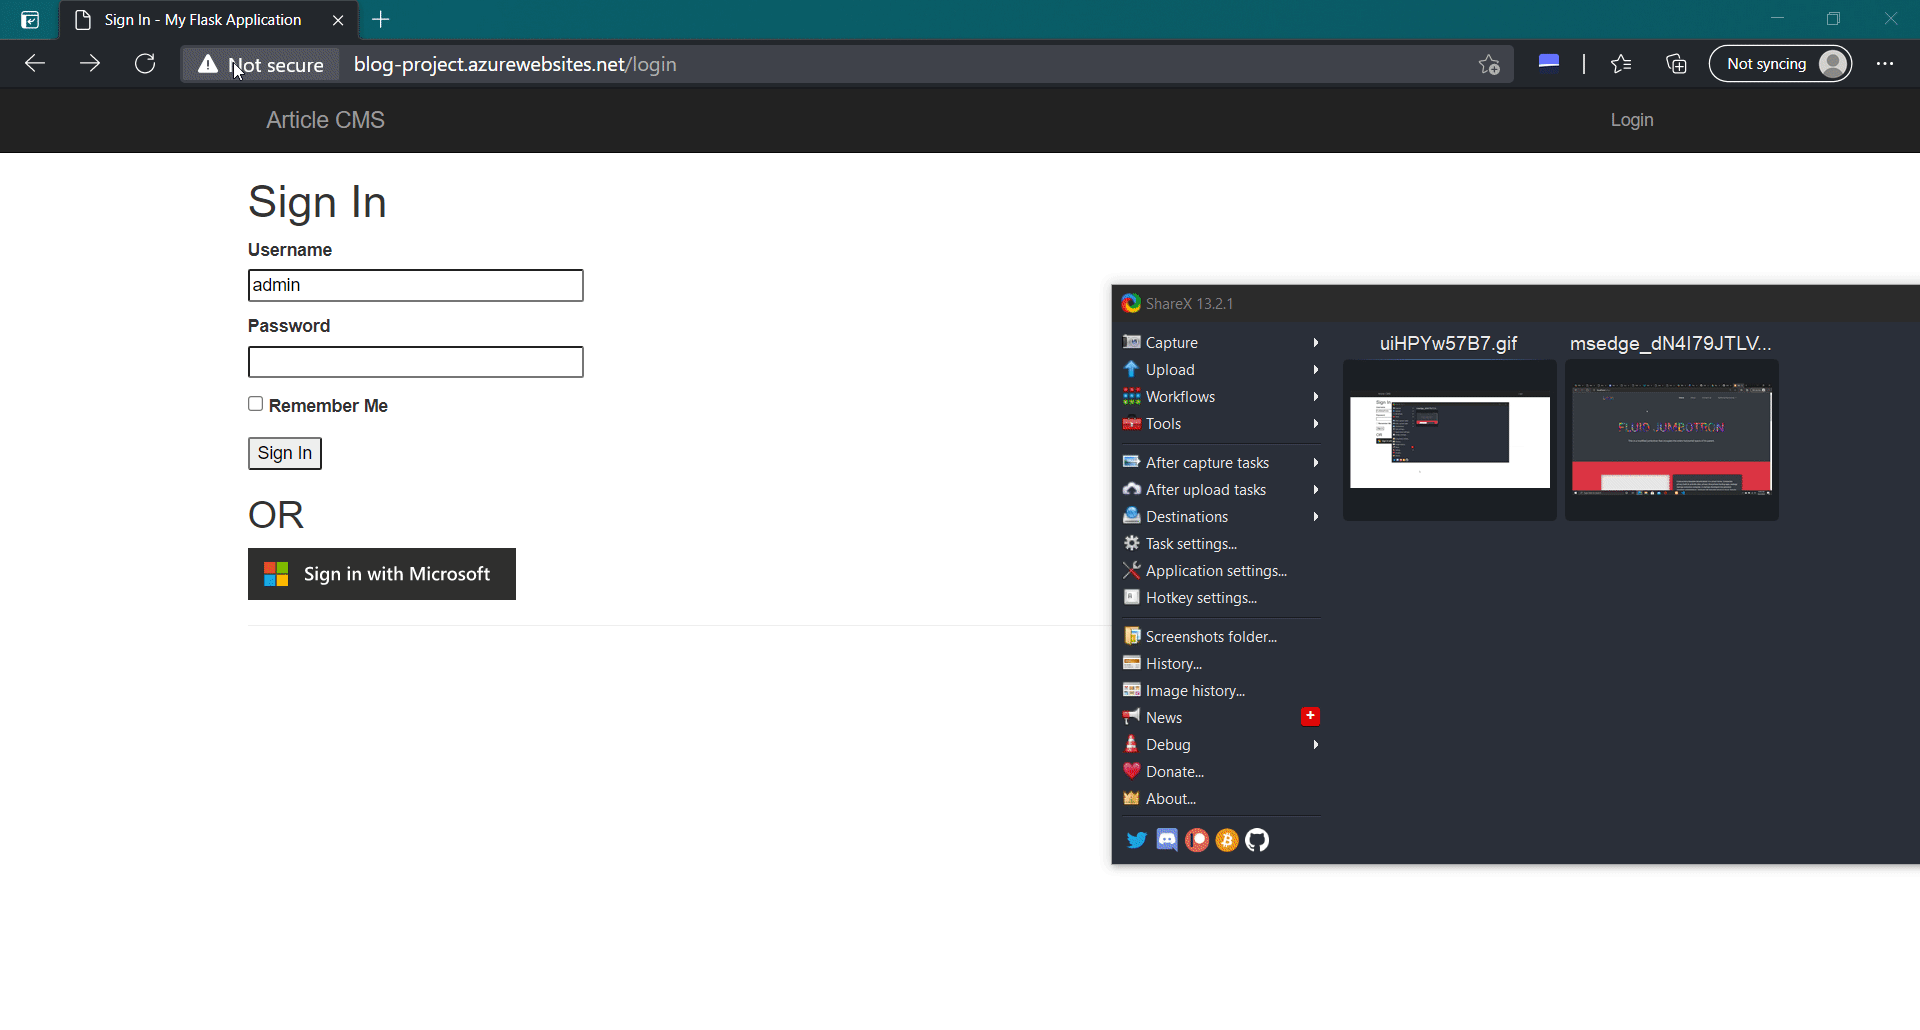 Sign In - My Flask Application
Not secure
blog-project.azurewebsites.net/login
Not syncing
Article CMS
Login
Sign In
Username
admin
Password
Remember Me
Sign In
OR
Sign in with Microsoft
ShareX 13.2.1
Capture
Upload
Workflows
Tools
After capture tasks
After upload tasks
Destinations
Task settings...
Application settings...
Hotkey settings...
Screenshots folder...
History...
Image history...
News
Debug
Donate...
About...
uiHPYw57B7.gif
msedge_dN4I79JTLV...
FLUID JUMBOTRON